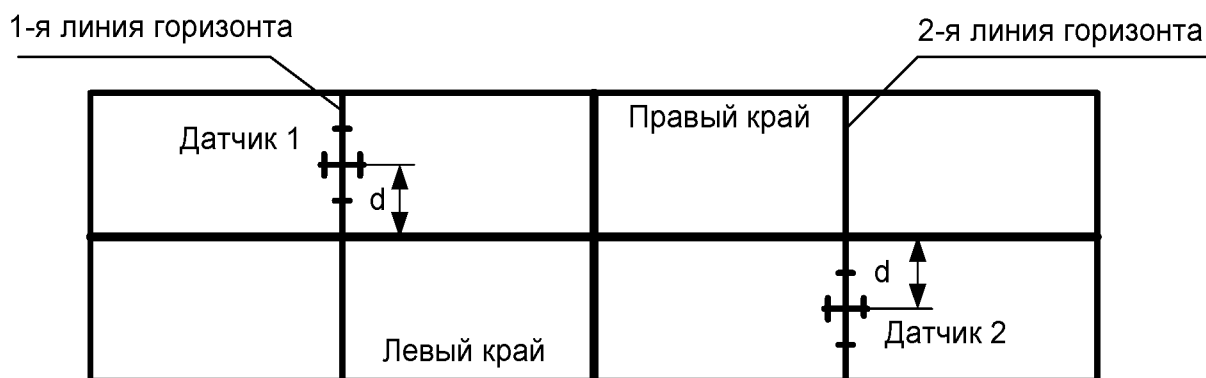 1-я линия горизонта
2-я линия горизонта
Правый край
Датчик 1
d
d
Датчик 2
Левый край